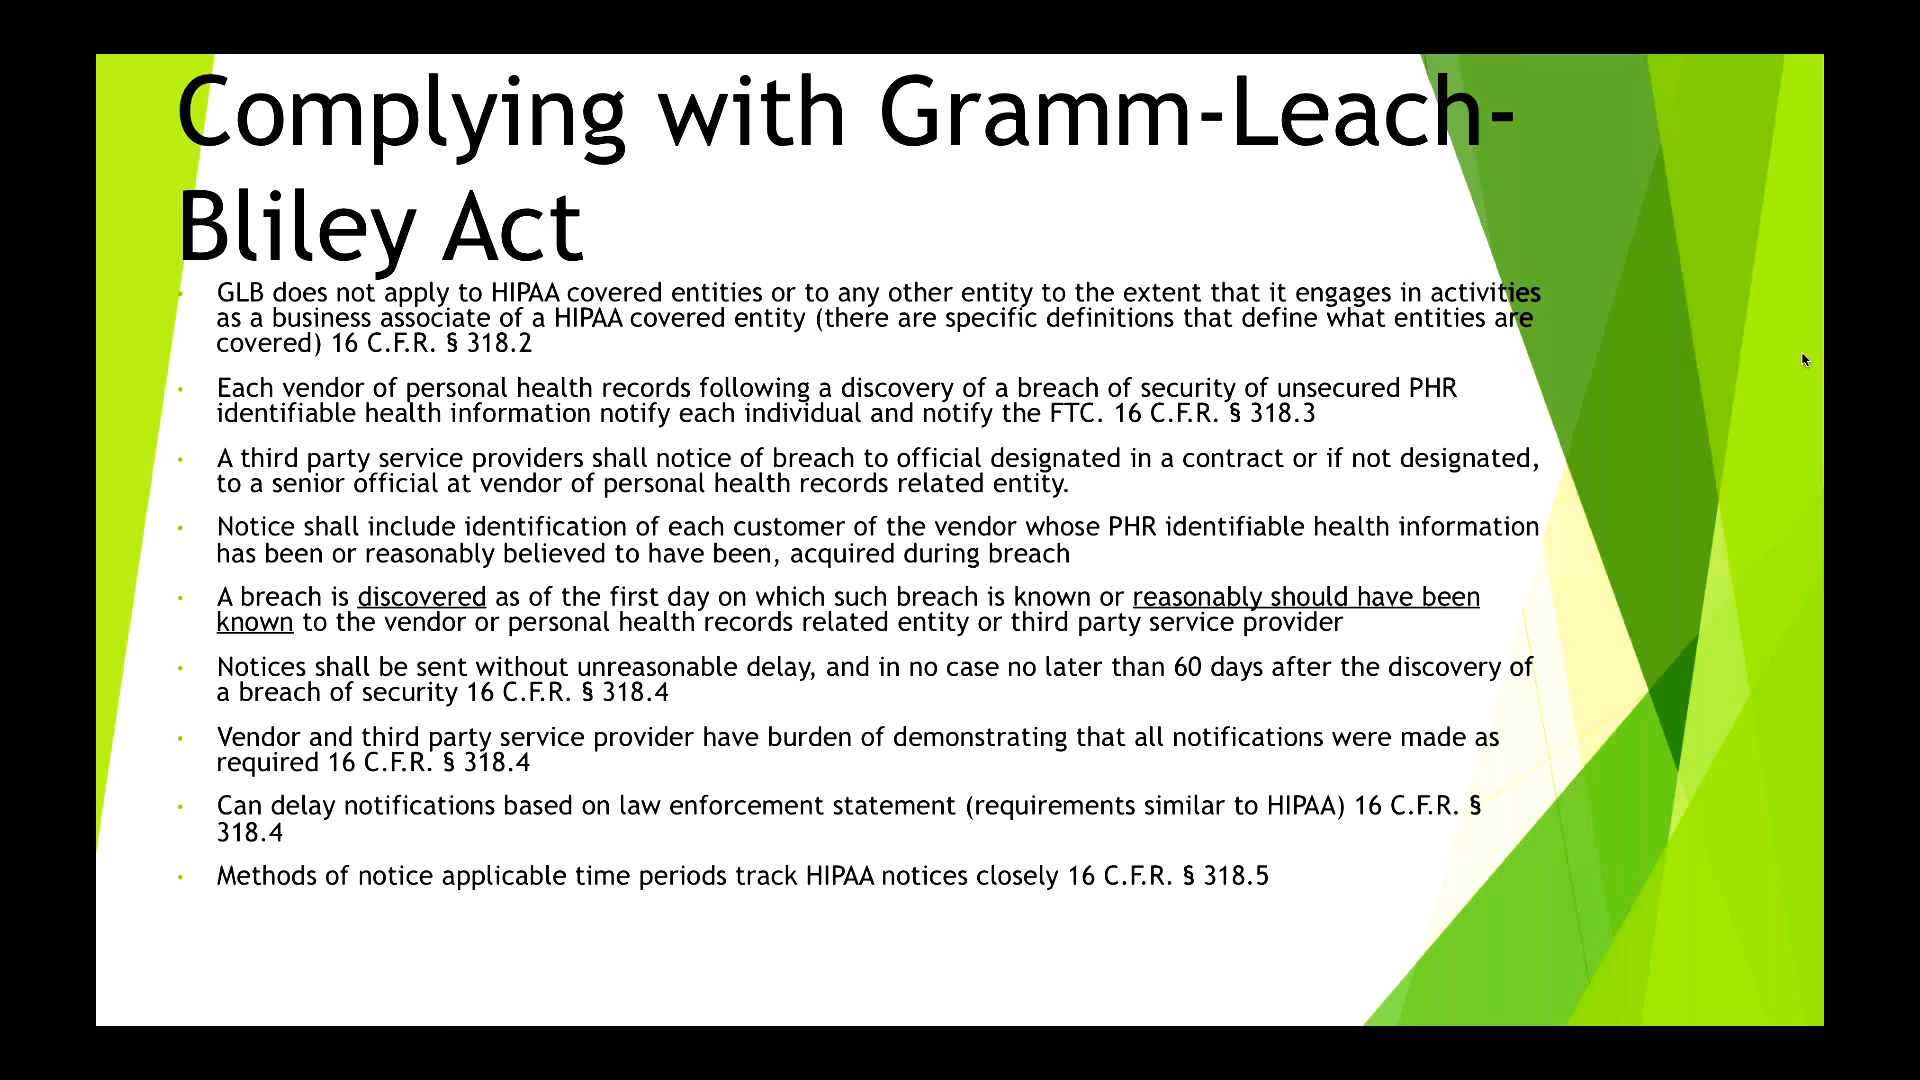 Complying with Gramm-Leach-
Bliley Act
• GLB does not apply to HIPAA covered entities or to any other entity to the extent that it engages in activities
as a business associate of a HIPAA covered entity (there are specific definitions that define what entities are
covered) 16 C.F.R. § 318.2
• Each vendor of personal health records following a discovery of a breach of security of unsecured PHR
identifiable health information notify each individual and notify the FTC. 16 C.F.R. § 318.3
• A third party service providers shall notice of breach to official designated in a contract or if not designated,
to a senior official at vendor of personal health records related entity.
• Notice shall include identification of each customer of the vendor whose PHR identifiable health information
has been or reasonably believed to have been, acquired during breach
• A breach is discovered as of the first day on which such breach is known or reasonably should have been
known to the vendor or personal health records related entity or third party service provider
• Notices shall be sent without unreasonable delay, and in no case no later than 60 days after the discovery of
a breach of security 16 C.F.R. § 318.4
• Vendor and third party service provider have burden of demonstrating that all notifications were made as
required 16 C.F.R. § 318.4
• Can delay notifications based on law enforcement statement (requirements similar to HIPAA) 16 C.F.R. §
318.4
• Methods of notice applicable time periods track HIPAA notices closely 16 C.F.R. § 318.5